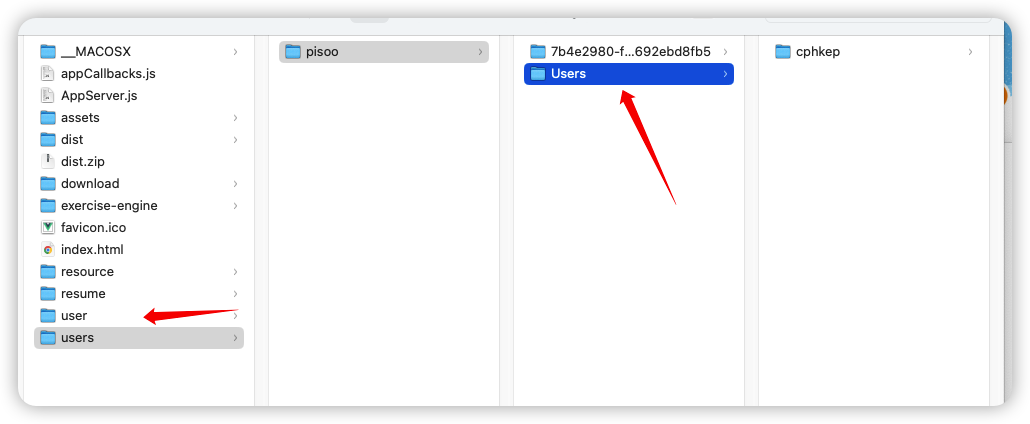 __MACOSX
appCallbacks.js
AppServer.js
assets
dist
dist.zip
download
exercise-engine
favicon.ico
index.html
resource
resume
user
users
pisoo
7b4e2980-f...692ebd8fb5
Users
cphkep